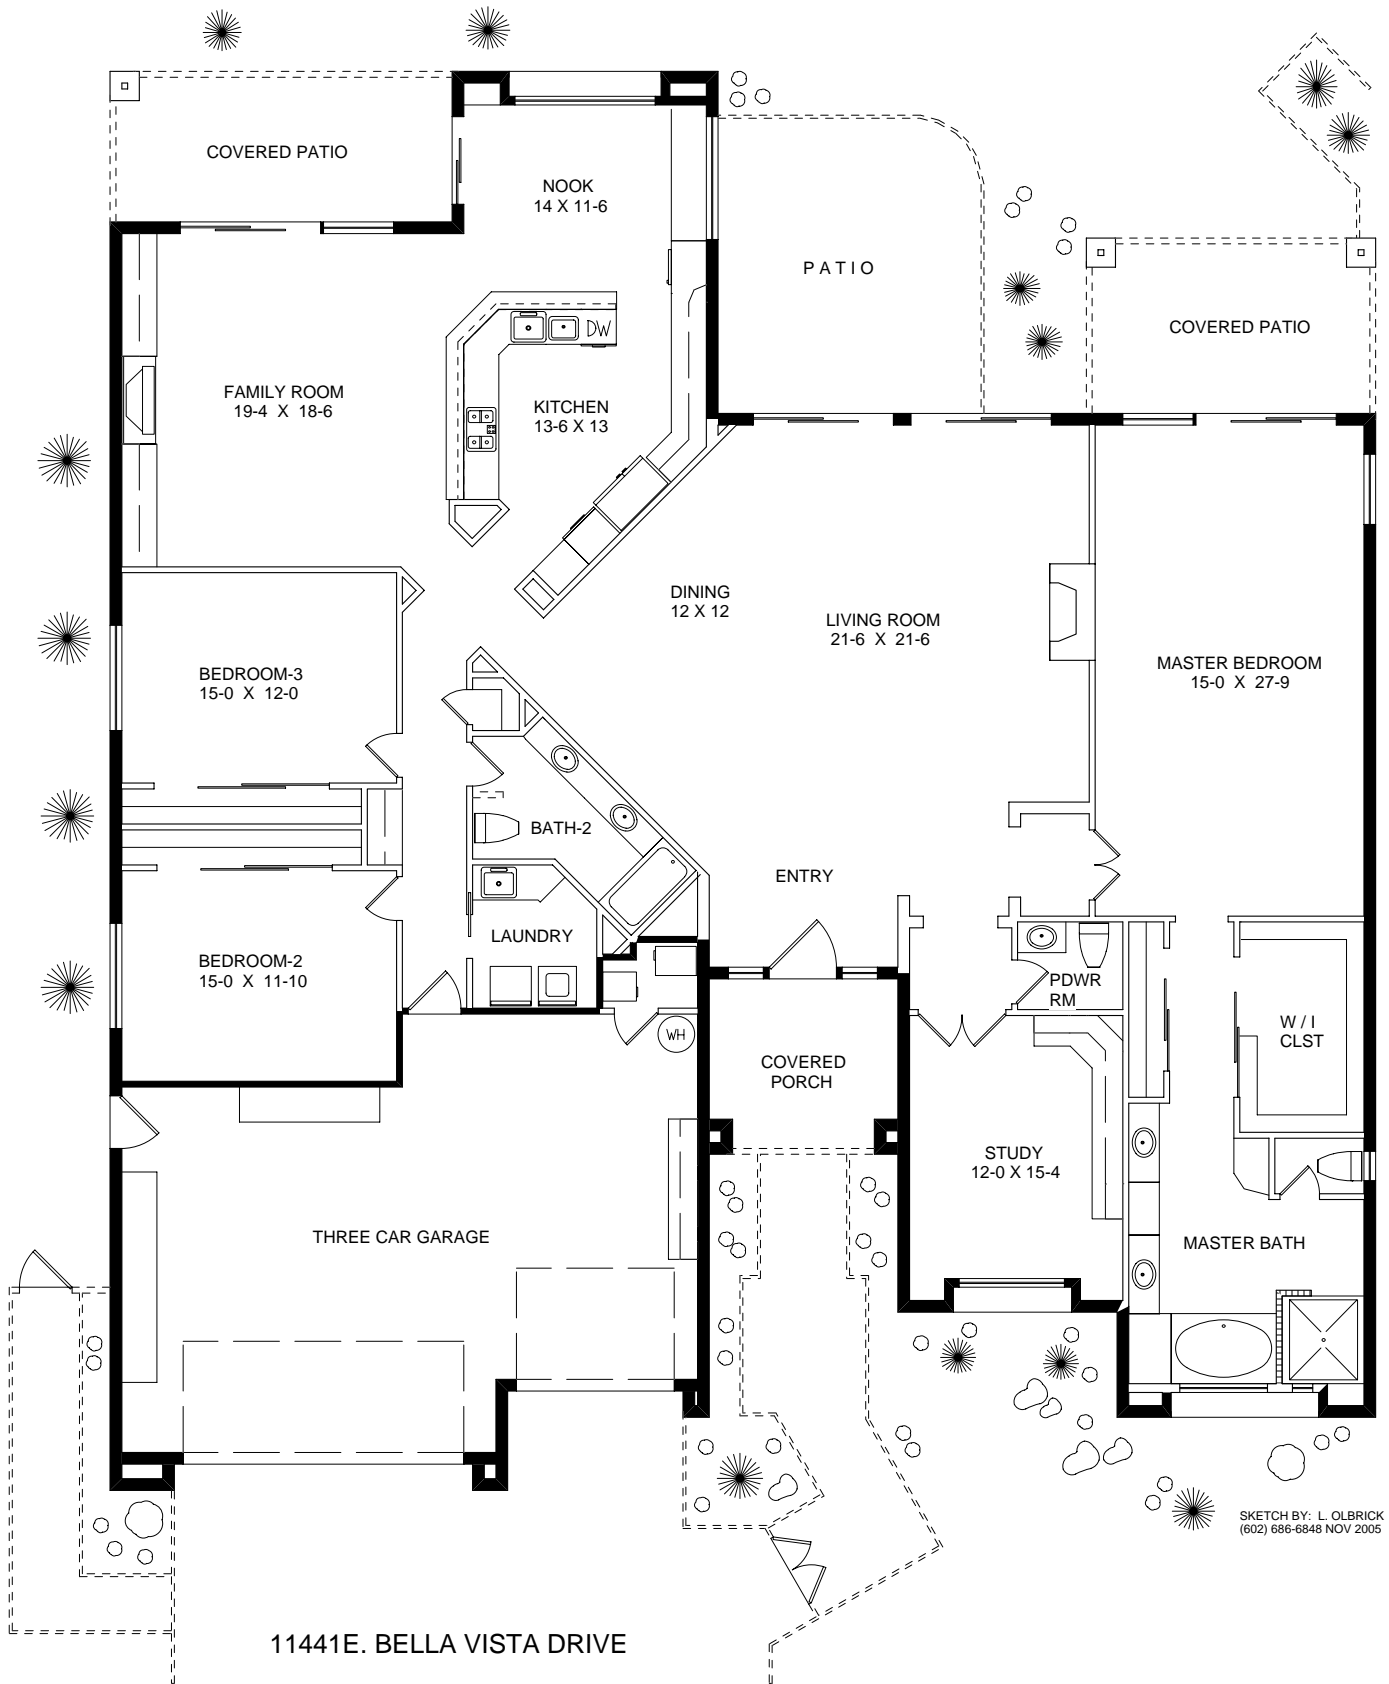 COVERED PATIO
NOOK
14 X 11-6
P A T I O
COVERED PATIO
DW
FAMILY ROOM
19-4 X 18-6
KITCHEN
13-6 X 13
DINING
12 X 12
LIVING ROOM
21-6 X 21-6
BEDROOM-3
15-0 X 12-0
MASTER BEDROOM
15-0 X 27-9
BATH-2
ENTRY
LAUNDRY
BEDROOM-2
15-0 X 11-10
PDWR
RM
W / I
CLST
WH
COVERED
PORCH
STUDY
12-0 X 15-4
THREE CAR GARAGE
MASTER BATH
SKETCH BY: L. OLBRICK
(602) 686-6848 NOV 2005
11441E. BELLA VISTA DRIVE